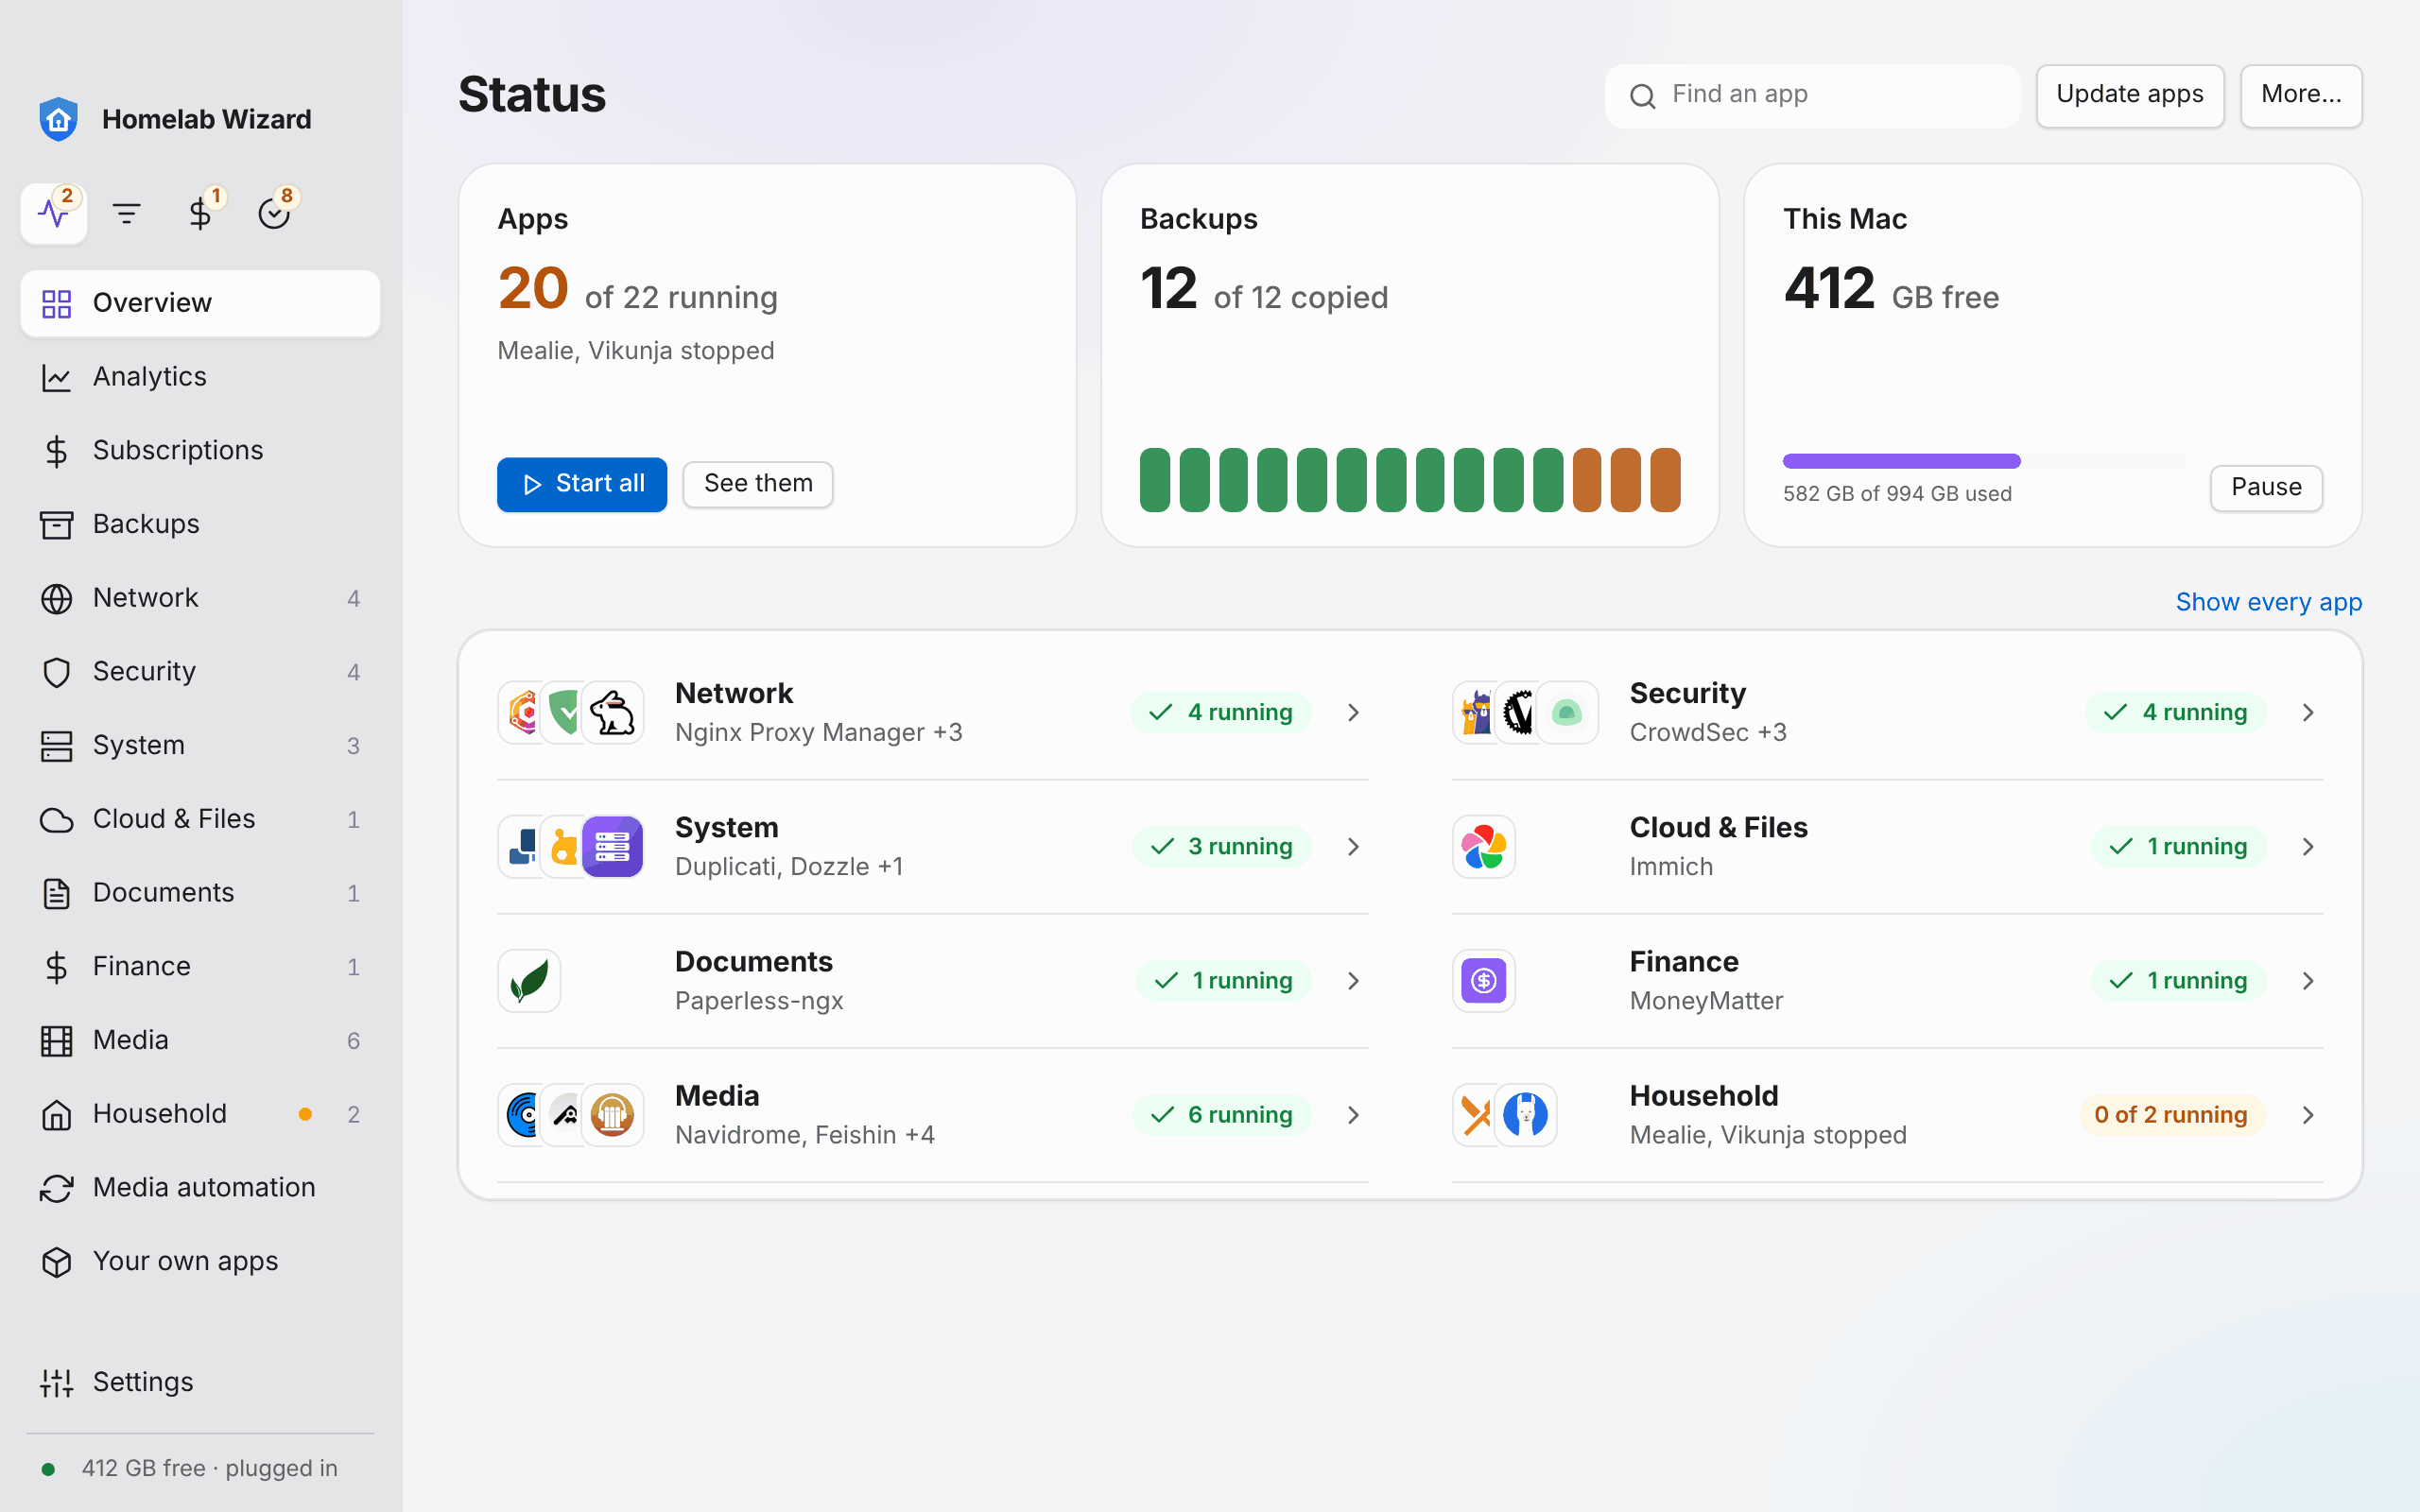 Homelab Wizard
2
1
8
Overview
Analytics
Subscriptions
Backups
Network 4
Security 4
System 3
Cloud & Files 1
Documents 1
Finance 1
Media 6
Household 2
Media automation
Your own apps
Settings
412 GB free · plugged in
Status
Find an app
Update apps
More...
Apps
20 of 22 running
Mealie, Vikunja stopped
Start all
See them
Backups
12 of 12 copied
This Mac
412 GB free
582 GB of 994 GB used
Pause
Show every app
Network
Nginx Proxy Manager +3
4 running
Security
CrowdSec +3
4 running
System
Duplicati, Dozzle +1
3 running
Cloud & Files
Immich
1 running
Documents
Paperless-ngx
1 running
Finance
MoneyMatter
1 running
Media
Navidrome, Feishin +4
6 running
Household
Mealie, Vikunja stopped
0 of 2 running